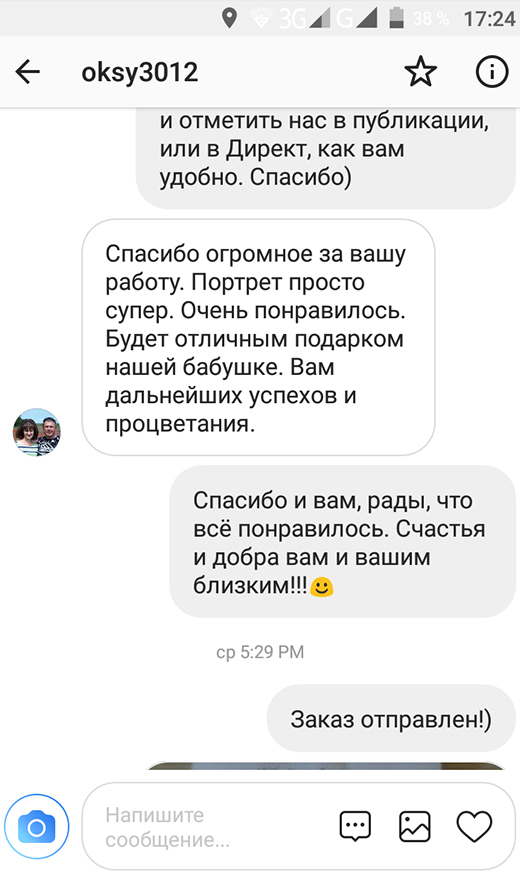 3G G 38 % 17:24
oksy3012
и отметить нас в публикации,
или в Директ, как вам
удобно. Спасибо)
Спасибо огромное за вашу
работу. Портрет просто
супер. Очень понравилось.
Будет отличным подарком
нашей бабушке. Вам
дальнейших успехов и
процветания.
Спасибо и вам, рады, что
всё понравилось. Счастья
и добра вам и вашим
близким!!!🙂
ср 5:29 PM
Заказ отправлен!)
Напишите
сообщение...